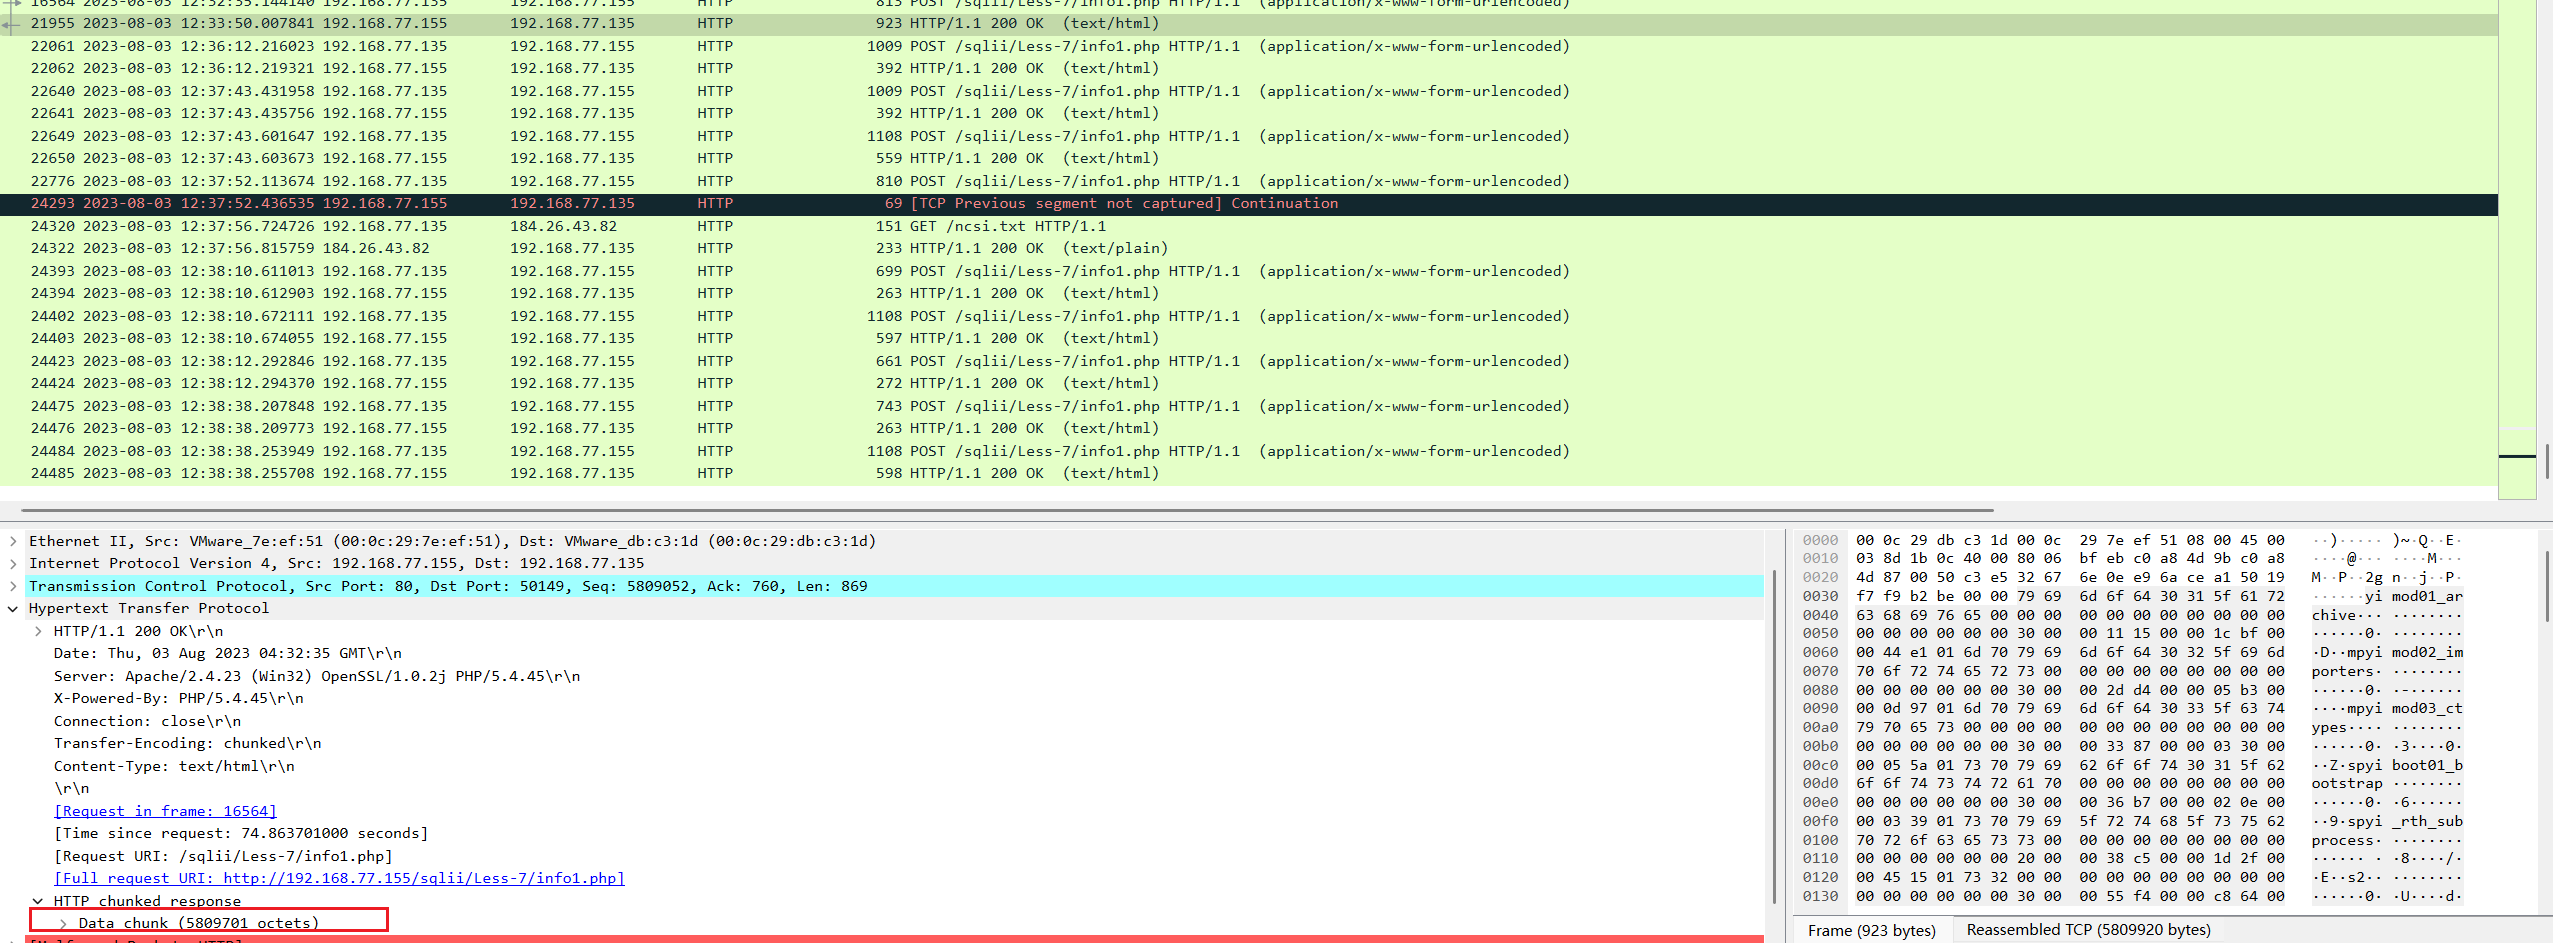 16564 2023-08-03 12:32:35.144140 192.168.77.135 192.168.77.155 HTTP 813 POST /sqlii/Less-7/info1.php HTTP/1.1 (application/x-www-form-urlencoded)
21955 2023-08-03 12:33:50.007841 192.168.77.155 192.168.77.135 HTTP 923 HTTP/1.1 200 OK (text/html)
22061 2023-08-03 12:36:12.216023 192.168.77.135 192.168.77.155 HTTP 1009 POST /sqlii/Less-7/info1.php HTTP/1.1 (application/x-www-form-urlencoded)
22062 2023-08-03 12:36:12.219321 192.168.77.155 192.168.77.135 HTTP 392 HTTP/1.1 200 OK (text/html)
22640 2023-08-03 12:37:43.431958 192.168.77.135 192.168.77.155 HTTP 1009 POST /sqlii/Less-7/info1.php HTTP/1.1 (application/x-www-form-urlencoded)
22641 2023-08-03 12:37:43.435756 192.168.77.155 192.168.77.135 HTTP 392 HTTP/1.1 200 OK (text/html)
22649 2023-08-03 12:37:43.601647 192.168.77.135 192.168.77.155 HTTP 1108 POST /sqlii/Less-7/info1.php HTTP/1.1 (application/x-www-form-urlencoded)
22650 2023-08-03 12:37:43.603673 192.168.77.155 192.168.77.135 HTTP 559 HTTP/1.1 200 OK (text/html)
22776 2023-08-03 12:37:52.113674 192.168.77.135 192.168.77.155 HTTP 810 POST /sqlii/Less-7/info1.php HTTP/1.1 (application/x-www-form-urlencoded)
24293 2023-08-03 12:37:52.436535 192.168.77.155 192.168.77.135 HTTP 69 [TCP Previous segment not captured] Continuation
24320 2023-08-03 12:37:56.724726 192.168.77.135 184.26.43.82 HTTP 151 GET /ncsi.txt HTTP/1.1
24322 2023-08-03 12:37:56.815759 184.26.43.82 192.168.77.135 HTTP 233 HTTP/1.1 200 OK (text/plain)
24393 2023-08-03 12:38:10.611013 192.168.77.135 192.168.77.155 HTTP 699 POST /sqlii/Less-7/info1.php HTTP/1.1 (application/x-www-form-urlencoded)
24394 2023-08-03 12:38:10.612903 192.168.77.155 192.168.77.135 HTTP 263 HTTP/1.1 200 OK (text/html)
24402 2023-08-03 12:38:10.672111 192.168.77.135 192.168.77.155 HTTP 1108 POST /sqlii/Less-7/info1.php HTTP/1.1 (application/x-www-form-urlencoded)
24403 2023-08-03 12:38:10.674055 192.168.77.155 192.168.77.135 HTTP 597 HTTP/1.1 200 OK (text/html)
24423 2023-08-03 12:38:12.292846 192.168.77.135 192.168.77.155 HTTP 661 POST /sqlii/Less-7/info1.php HTTP/1.1 (application/x-www-form-urlencoded)
24424 2023-08-03 12:38:12.294370 192.168.77.155 192.168.77.135 HTTP 272 HTTP/1.1 200 OK (text/html)
24475 2023-08-03 12:38:38.207848 192.168.77.135 192.168.77.155 HTTP 743 POST /sqlii/Less-7/info1.php HTTP/1.1 (application/x-www-form-urlencoded)
24476 2023-08-03 12:38:38.209773 192.168.77.155 192.168.77.135 HTTP 263 HTTP/1.1 200 OK (text/html)
24484 2023-08-03 12:38:38.253949 192.168.77.135 192.168.77.155 HTTP 1108 POST /sqlii/Less-7/info1.php HTTP/1.1 (application/x-www-form-urlencoded)
24485 2023-08-03 12:38:38.255708 192.168.77.155 192.168.77.135 HTTP 598 HTTP/1.1 200 OK (text/html)
Ethernet II, Src: VMware_7e:ef:51 (00:0c:29:7e:ef:51), Dst: VMware_db:c3:1d (00:0c:29:db:c3:1d)
Internet Protocol Version 4, Src: 192.168.77.155, Dst: 192.168.77.135
Transmission Control Protocol, Src Port: 80, Dst Port: 50149, Seq: 5809052, Ack: 760, Len: 869
Hypertext Transfer Protocol
HTTP/1.1 200 OK\r\n
Date: Thu, 03 Aug 2023 04:32:35 GMT\r\n
Server: Apache/2.4.23 (Win32) OpenSSL/1.0.2j PHP/5.4.45\r\n
X-Powered-By: PHP/5.4.45\r\n
Connection: close\r\n
Transfer-Encoding: chunked\r\n
Content-Type: text/html\r\n
\r\n
[Request in frame: 16564]
[Time since request: 74.863701000 seconds]
[Request URI: /sqlii/Less-7/info1.php]
[Full request URI: http://192.168.77.155/sqlii/Less-7/info1.php]
HTTP chunked response
Data chunk (5809701 octets)
0000 00 0c 29 db c3 1d 00 0c 29 7e ef 51 08 00 45 00 ··)····· )~·Q··E·
0010 03 8d 1b 0c 40 00 80 06 bf eb c0 a8 4d 9b c0 a8 ····@··· ····M···
0020 4d 87 00 50 c3 e5 32 67 6e 0e e9 6a ce a1 50 19 M··P··2g n··j··P·
0030 f7 f9 b2 be 00 00 79 69 6d 6f 64 30 31 5f 61 72 ······yi mod01_ar
0040 63 68 69 76 65 00 00 00 00 00 00 00 00 00 00 00 chive··· ········
0050 00 00 00 00 00 00 30 00 00 11 15 00 00 1c bf 00 ······0· ········
0060 00 44 e1 01 6d 70 79 69 6d 6f 64 30 32 5f 69 6d ·D··mpyi mod02_im
0070 70 6f 72 74 65 72 73 00 00 00 00 00 00 00 00 00 porters· ········
0080 00 00 00 00 00 00 30 00 00 2d d4 00 00 05 b3 00 ······0· ·-······
0090 00 0d 97 01 6d 70 79 69 6d 6f 64 30 33 5f 63 74 ····mpyi mod03_ct
00a0 79 70 65 73 00 00 00 00 00 00 00 00 00 00 00 00 ypes···· ········
00b0 00 00 00 00 00 00 30 00 00 33 87 00 00 03 30 00 ······0· ·3····0·
00c0 00 05 5a 01 73 70 79 69 62 6f 6f 74 30 31 5f 62 ··Z·spyi boot01_b
00d0 6f 6f 74 73 74 72 61 70 00 00 00 00 00 00 00 00 ootstrap ········
00e0 00 00 00 00 00 00 30 00 00 36 b7 00 00 02 0e 00 ······0· ·6······
00f0 00 03 39 01 73 70 79 69 5f 72 74 68 5f 73 75 62 ··9·spyi _rth_sub
0100 70 72 6f 63 65 73 73 00 00 00 00 00 00 00 00 00 process· ········
0110 00 00 00 00 00 00 20 00 00 38 c5 00 00 1d 2f 00 ······ · ·8····/·
0120 00 45 15 01 73 32 00 00 00 00 00 00 00 00 00 00 ·E··s2·· ········
0130 00 00 00 00 00 00 30 00 00 55 f4 00 00 c8 64 00 ······0· ·U····d·
Frame (923 bytes) Reassembled TCP (5809920 bytes)